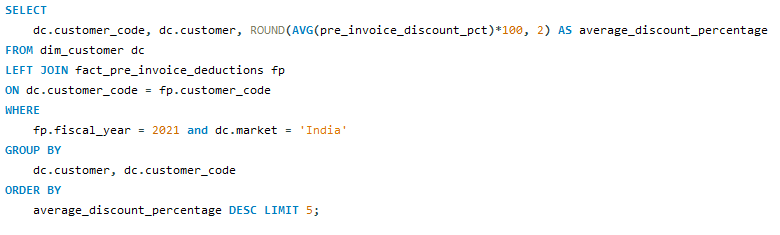 SELECT
    dc.customer_code, dc.customer, ROUND(AVG(pre_invoice_discount_pct)*100, 2) AS average_discount_percentage
FROM dim_customer dc
LEFT JOIN fact_pre_invoice_deductions fp
ON dc.customer_code = fp.customer_code
WHERE
    fp.fiscal_year = 2021 and dc.market = 'India'
GROUP BY
    dc.customer, dc.customer_code
ORDER BY
    average_discount_percentage DESC LIMIT 5;